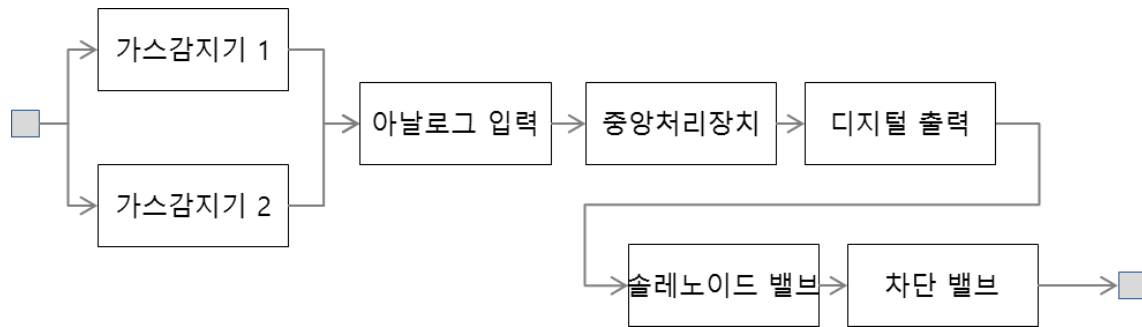 가스감지기 1
가스감지기 2
아날로그 입력
중앙처리장치
디지털 출력
솔레노이드 밸브
차단 밸브